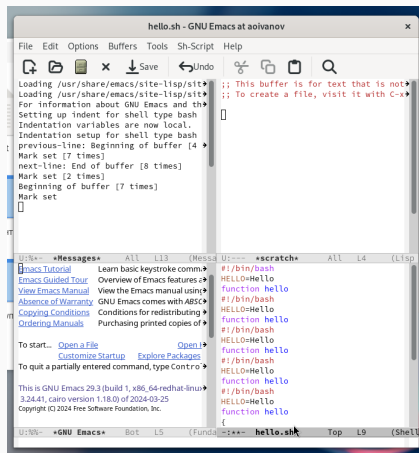 hello.sh - GNU Emacs at aoivanov
File Edit Options Buffers Tools Sh-Script Help
Save Undo
Loading /usr/share/emacs/site-lisp/sit
Loading /usr/share/emacs/site-lisp/sit
For information about GNU Emacs and th
Setting up indent for shell type bash
Indentation variables are now local.
Indentation setup for shell type bash
previous-line: Beginning of buffer [4
Mark set [7 times]
next-line: End of buffer [8 times]
Mark set [2 times]
Beginning of buffer [7 times]
Mark set
U:%*- *Messages* All L13 (Messa
;; This buffer is for text that is not
;; To create a file, visit it with C-x
U:--- *scratch* All L4 (Lisp
Emacs Tutorial Learn basic keystroke comm
Emacs Guided Tour Overview of Emacs features a
View Emacs Manual View the Emacs manual using
Absence of Warranty GNU Emacs comes with ABSC
Copying Conditions Conditions for redistributing
Ordering Manuals Purchasing printed copies of
To start... Open a File Open
Customize Startup Explore Packages
To quit a partially entered command, type Contro
This is GNU Emacs 29.3 (build 1, x86_64-redhat-linux
3.24.41, cairo version 1.18.0) of 2024-03-25
Copyright (C) 2024 Free Software Foundation, Inc.
U:%%- *GNU Emacs* Bot L5 (Funda
#!/bin/bash
HELLO=Hello
function hello
#!/bin/bash
HELLO=Hello
function hello
#!/bin/bash
HELLO=Hello
function hello
#!/bin/bash
HELLO=Hello
function hello
#!/bin/bash
HELLO=Hello
function hello
{
-:**- hello.sh Top L9 (Shell